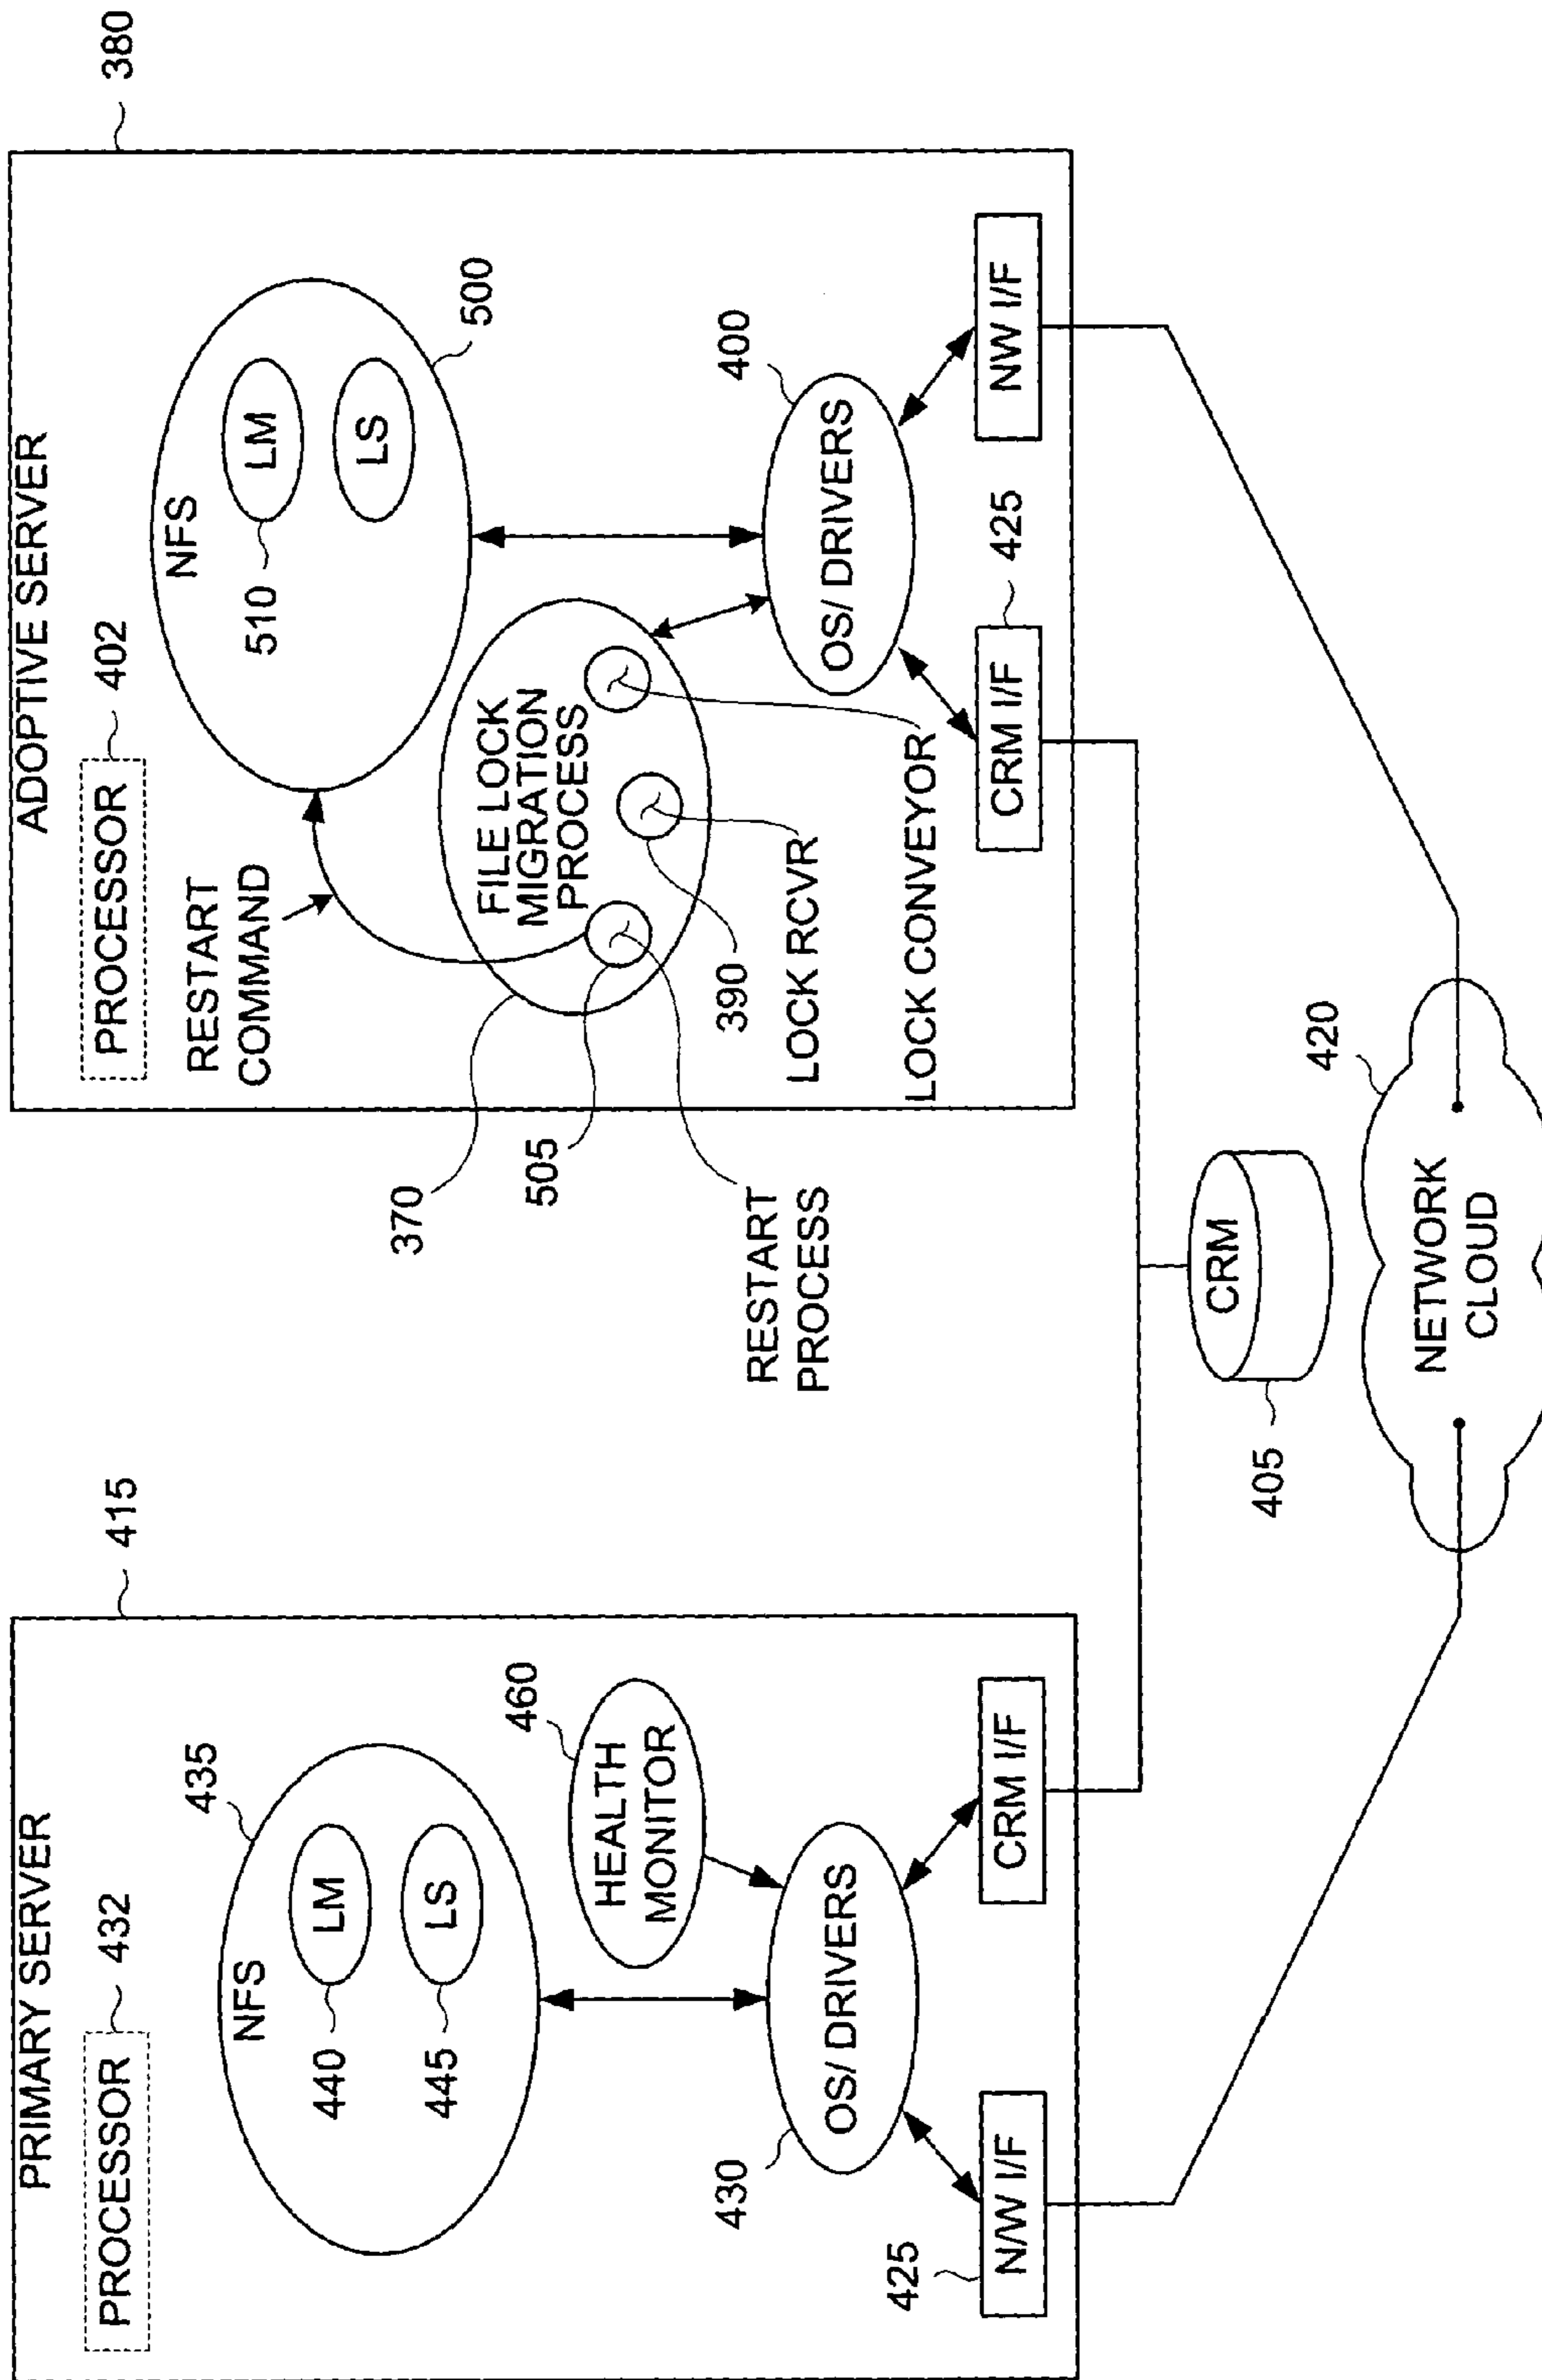 PRIMARY SERVER
415
PROCESSOR
432
NFS
435
LM
440
LS
445
HEALTH
MONITOR
460
OS/ DRIVERS
430
N/W I/F
425
CRM I/F
ADOPTIVE SERVER
380
PROCESSOR
402
RESTART
COMMAND
NFS
500
LM
510
LS
FILE LOCK
MIGRATION
PROCESS
370
505
RESTART
PROCESS
390
LOCK RCVR
LOCK CONVEYOR
OS/ DRIVERS
400
CRM I/F
425
NW I/F
CRM
405
NETWORK
CLOUD
420